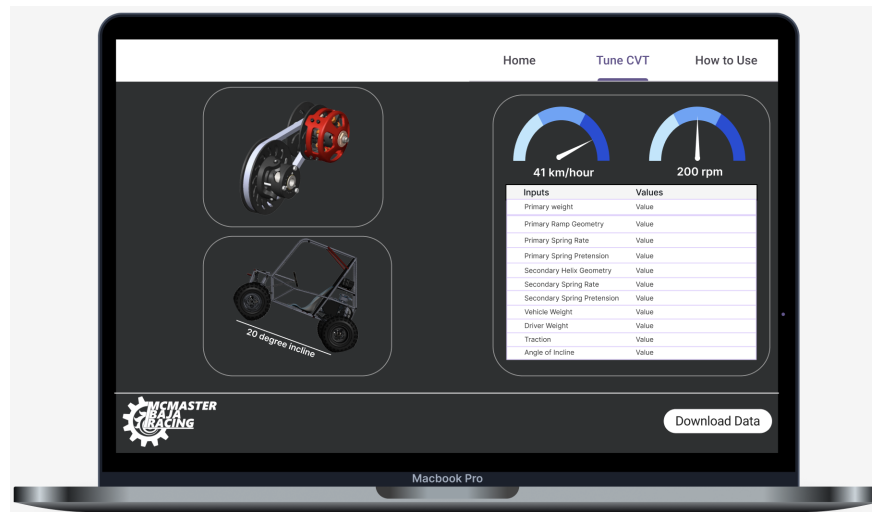 Home Tune CVT How to Use
41 km/hour 200 rpm
Inputs Values
Primary weight Value
Primary Ramp Geometry Value
Primary Spring Rate Value
Primary Spring Pretension Value
Secondary Helix Geometry Value
Secondary Spring Rate Value
Secondary Spring Pretension Value
Vehicle Weight Value
Driver Weight Value
Traction Value
Angle of Incline Value
20 degree incline
MCMASTER
BAJA
RACING
Download Data
Macbook Pro